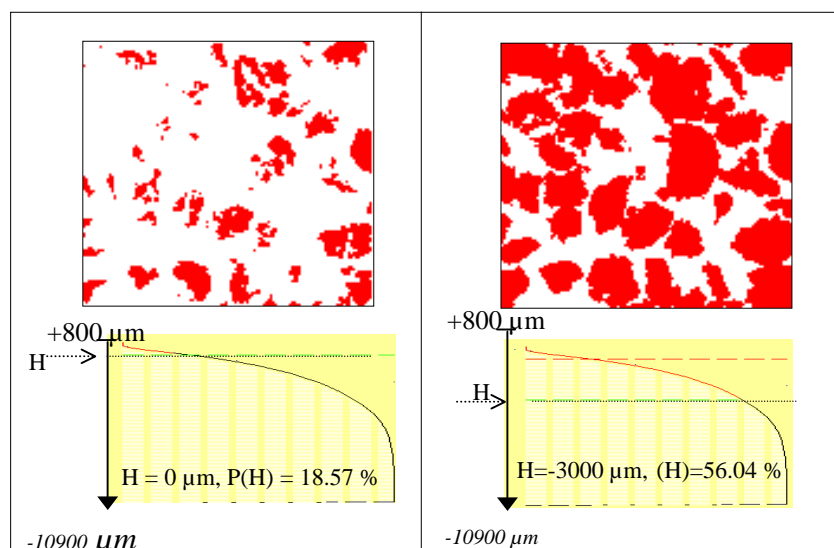 +800 µm
H
H = 0 µm, P(H) = 18.57 %
-10900 µm
+800 µm
H
H=-3000 µm, (H)=56.04 %
-10900 µm